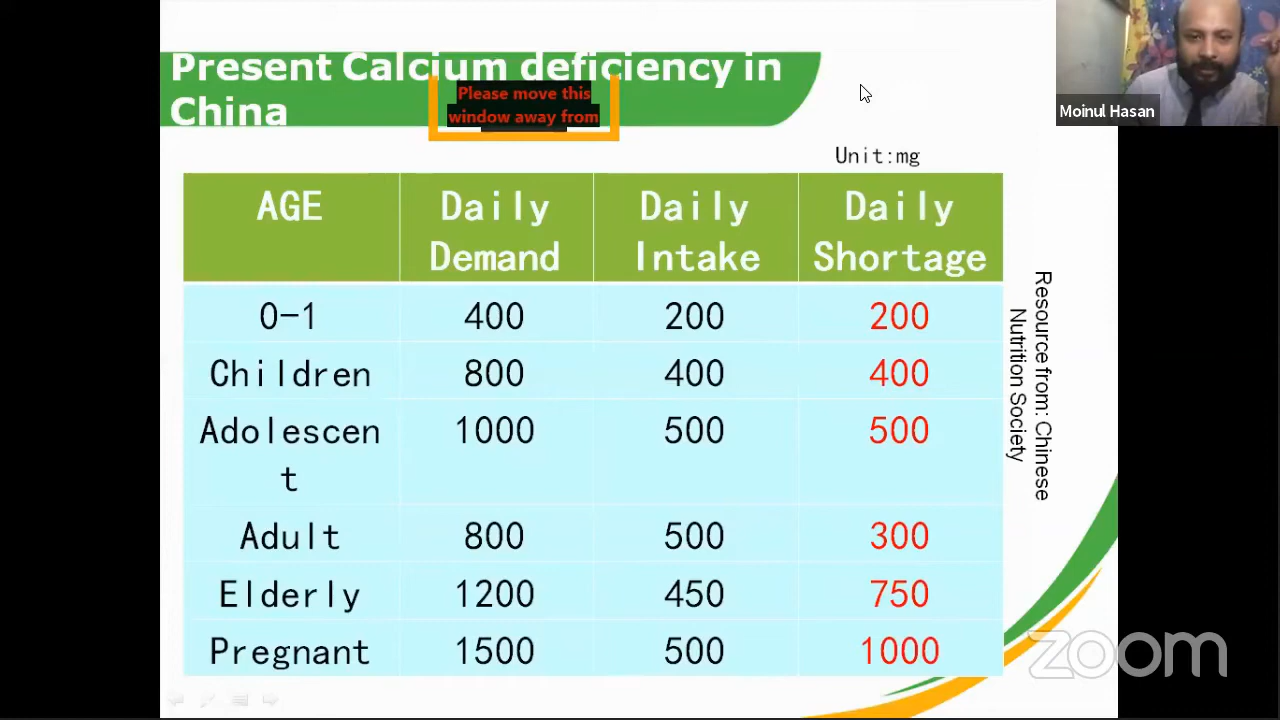 Present Calcium deficiency in
China
Please move this
window away from
Moinul Hasan
Unit:mg
AGE Daily Demand Daily Intake Daily Shortage
0-1 400 200 200
Children 800 400 400
Adolescen
t 1000 500 500
Adult 800 500 300
Elderly 1200 450 750
Pregnant 1500 500 1000
Resource from: Chinese
Nutrition Society
zoom